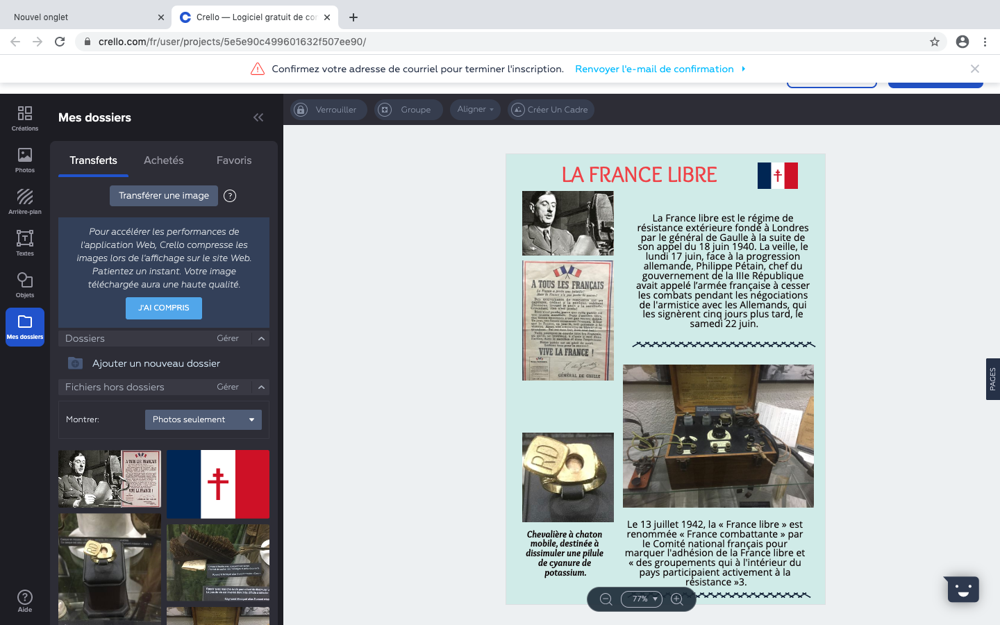 Nouvel onglet
Crello — Logiciel gratuit de con
crello.com/fr/user/projects/5e5e90c499601632f507ee90/
Confirmez votre adresse de courriel pour terminer l'inscription.
Renvoyer l'e-mail de confirmation
Créations
Photos
Arrière-plan
Textes
Objets
Mes dossiers
Aide
Mes dossiers
Transferts
Achetés
Favoris
Transférer une image
?
Pour accélérer les performances de
l'application Web, Crello compresse les
images lors de l'affichage sur le site Web.
Patientez un instant. Votre image
téléchargée aura une haute qualité.
J'AI COMPRIS
Dossiers
Gérer
Ajouter un nouveau dossier
Fichiers hors dossiers
Gérer
Montrer:
Photos seulement
A TOUS LES FRANÇAIS
VIVE LA FRANCE !
Verrouiller
Groupe
Aligner
Créer Un Cadre
LA FRANCE LIBRE
A TOUS LES FRANÇAIS
VIVE LA FRANCE !
GÉNÉRAL DE GAULLE
La France libre est le régime de
résistance extérieure fondé à Londres
par le général de Gaulle à la suite de
son appel du 18 juin 1940. La veille, le
lundi 17 juin, face à la progression
allemande, Philippe Pétain, chef du
gouvernement de la IIIe République
avait appelé l'armée française à cesser
les combats pendant les négociations
de l'armistice avec les Allemands, qui
les signèrent cinq jours plus tard, le
samedi 22 juin.
RD
Chevalière à chaton
mobile, destinée à
dissimuler une pilule
de cyanure de
potassium.
Le 13 juillet 1942, la « France libre » est
renommée « France combattante » par
le Comité national français pour
marquer l'adhésion de la France libre et
« des groupements qui à l'intérieur du
pays participaient activement à la
résistance »3.
77%
PAGES